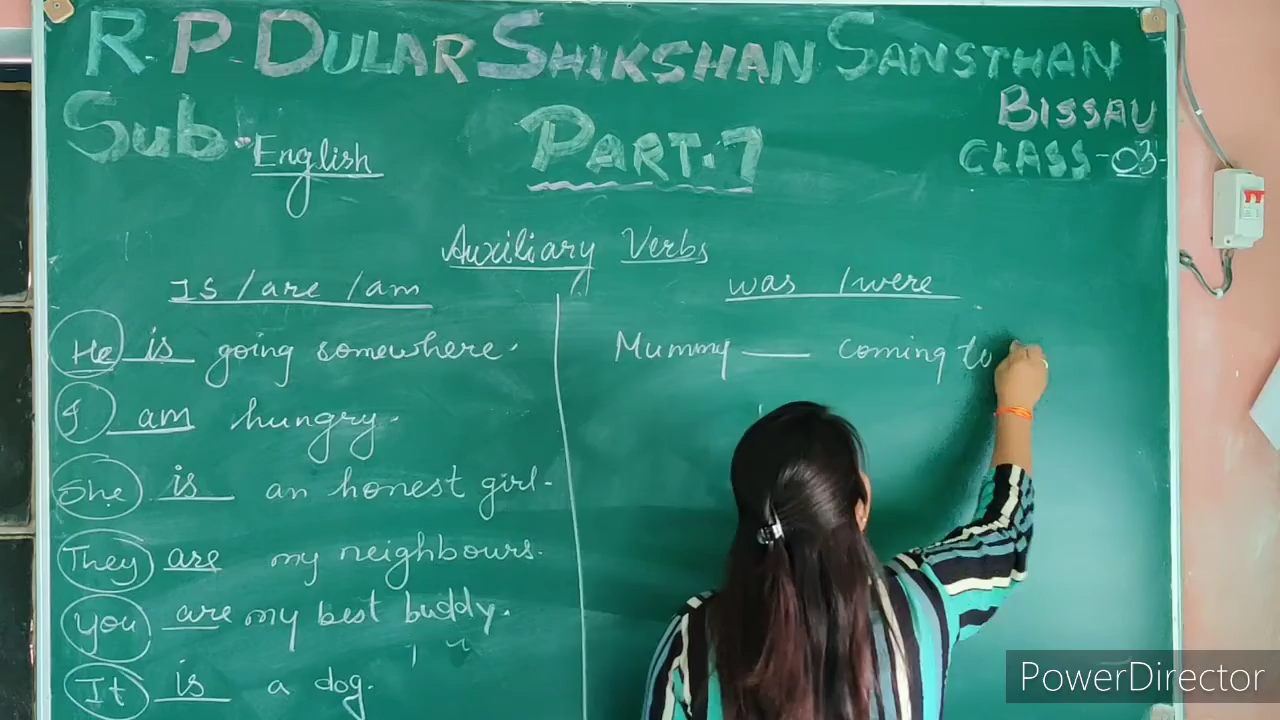 R.P. DULAR SHIKSHAN SANSTHAN
BISSAU
Sub. English
PART.7
CLASS-03
Auxiliary Verbs
Is/are/am
He is going somewhere.
I am hungry.
She is an honest girl.
They are my neighbours.
You are my best buddy.
It is a dog.
was/were
Mummy ___ coming to
PowerDirector